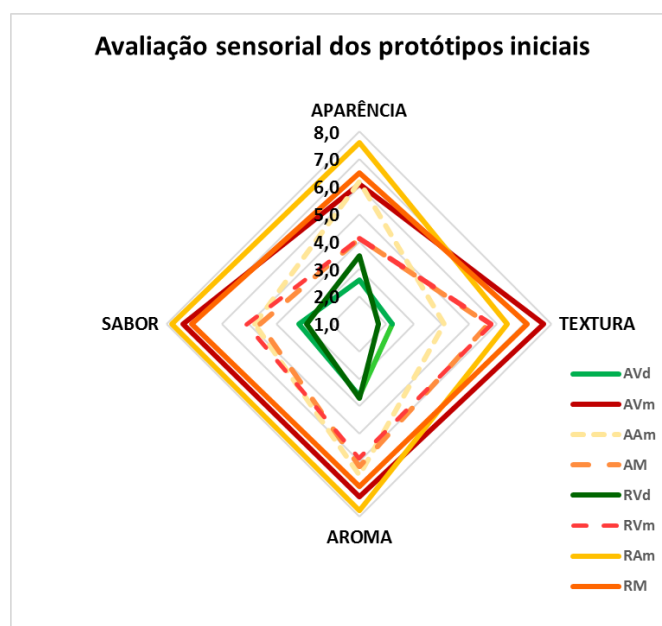 Avaliação sensorial dos protótipos iniciais
APARÊNCIA
8,0
7,0
6,0
5,0
4,0
3,0
2,0
1,0
SABOR
TEXTURA
AROMA
AVd
AVm
AAm
AM
RVd
RVm
RAm
RM